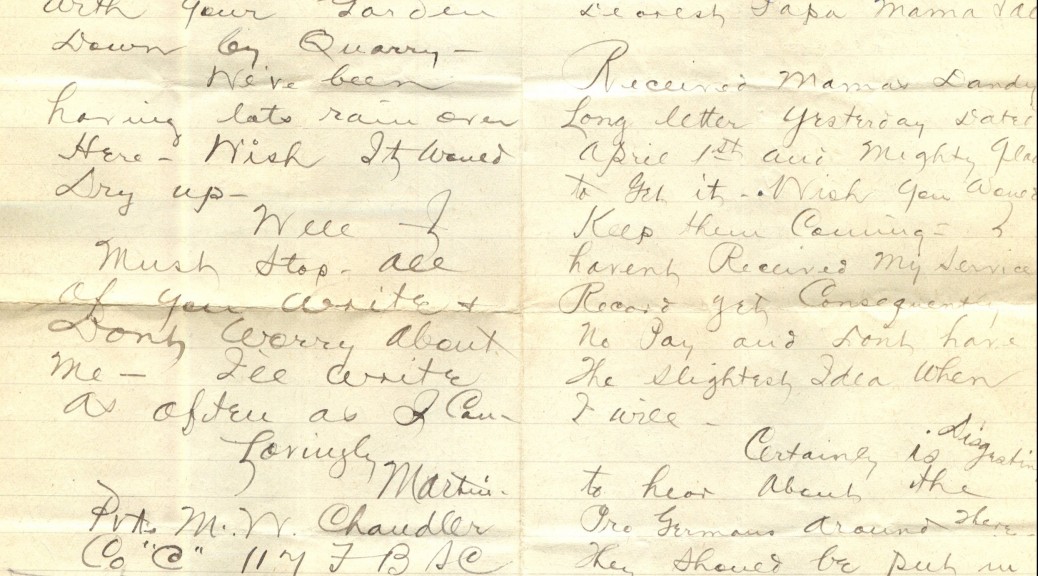 with your Garden
Down by Quarry –
We've been
having lots rain over
Here – Wish It Would
Dry up –
Well I
Must Stop – all
of you write +
Dont Worry About
Me – I'll write
As often as I Can –
Lovingly
Martin.
Pvt. M. W. Chandler
Co "C" 117 F B S C
Dearest Papa Mama &
Received Mamas Dandy
Long letter Yesterday Dated
April 1st and Mighty Glad
to Get it – Wish you would
Keep them Coming – I
havent Received My Service
Record yet Consequently
No Pay and Dont have
The slightest Idea When
I will –
Certainly is Disgustin
to hear About the
Pro Germans Around There –
They Should be put in